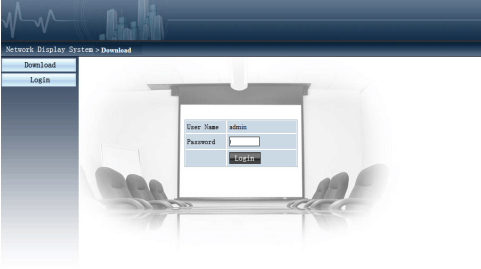 Network Display System > Download
Download
Login
User Name admin
Password
Login